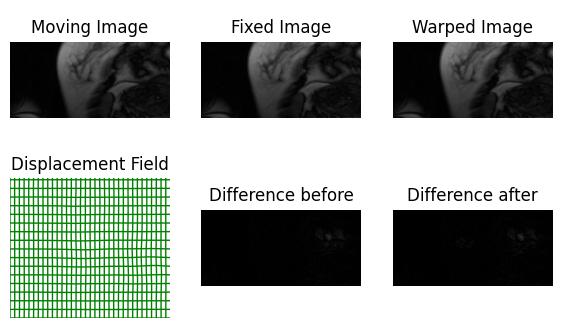 Moving Image
Fixed Image
Warped Image
Displacement Field
Difference before
Difference after